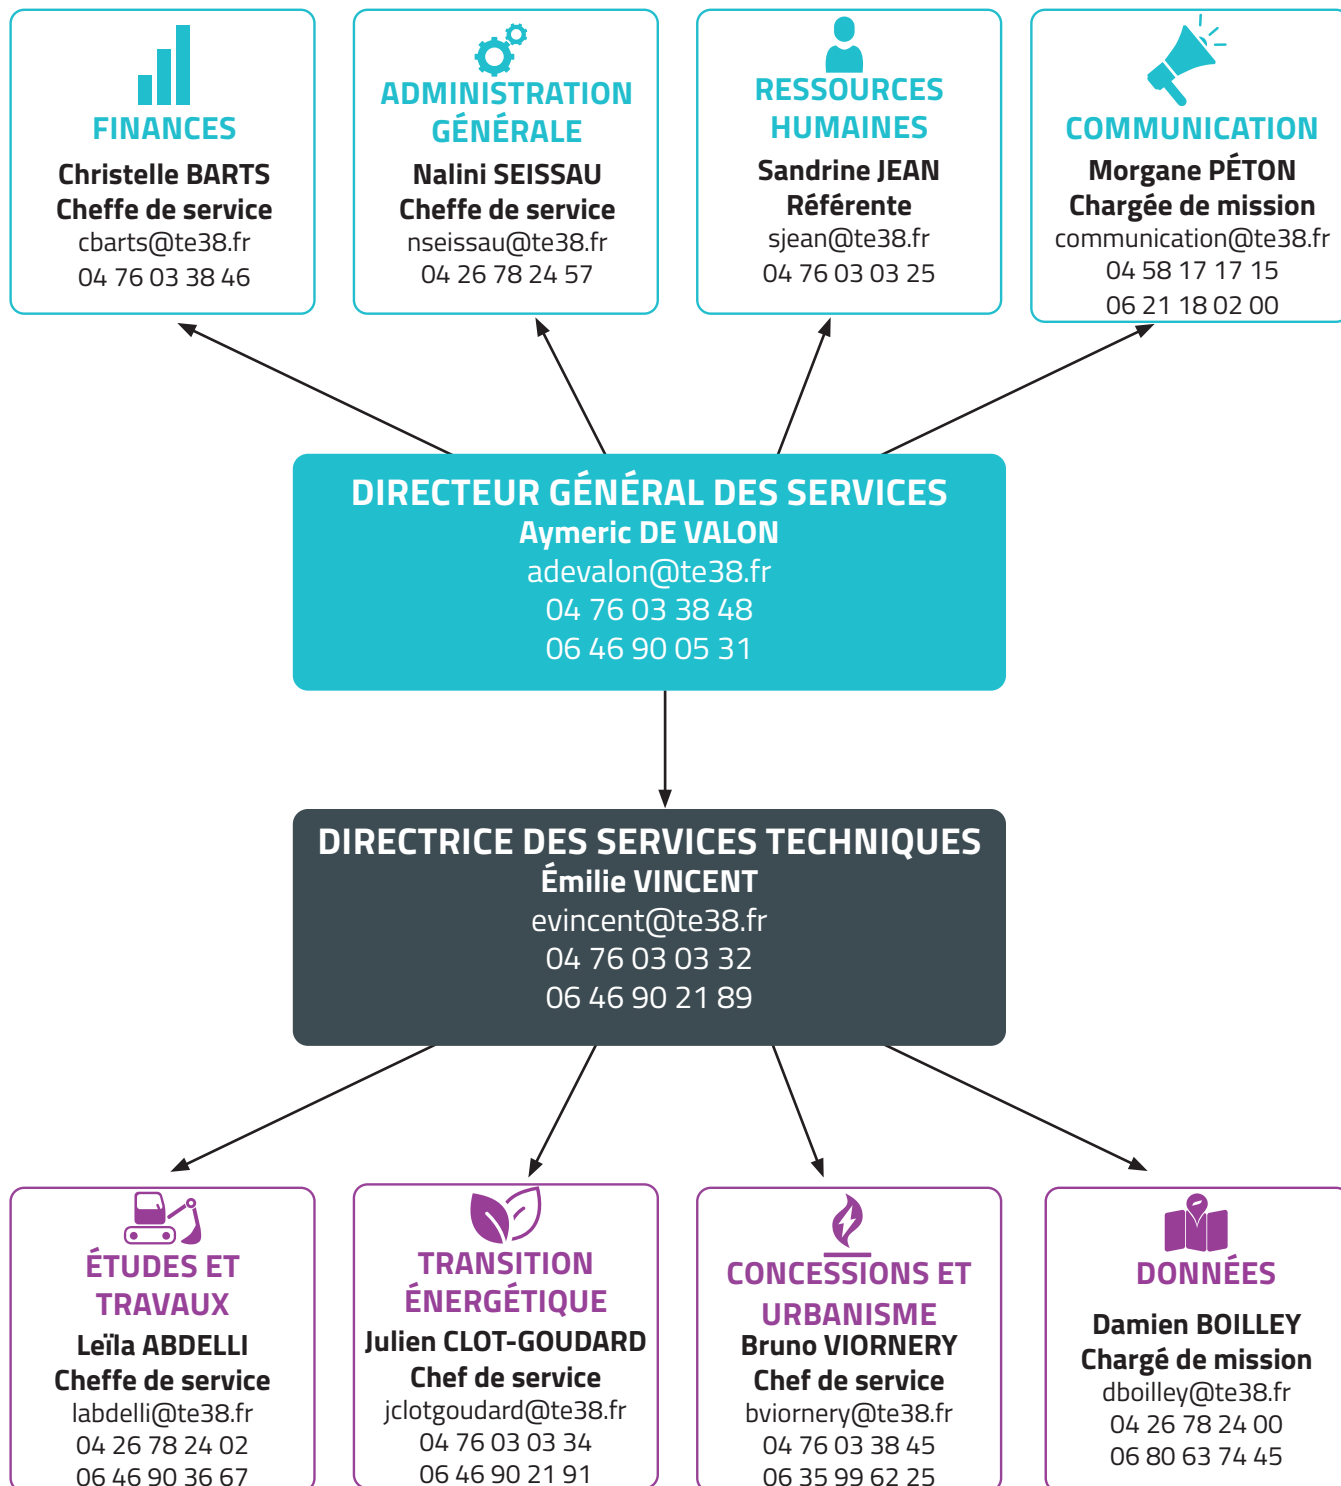 FINANCES
Christelle BARTS
Cheffe de service
cbarts@te38.fr
04 76 03 38 46
ADMINISTRATION
GÉNÉRALE
Nalini SEISSAU
Cheffe de service
nseissau@te38.fr
04 26 78 24 57
RESSOURCES
HUMAINES
Sandrine JEAN
Référente
sjean@te38.fr
04 76 03 03 25
COMMUNICATION
Morgane PÉTON
Chargée de mission
communication@te38.fr
04 58 17 17 15
06 21 18 02 00
DIRECTEUR GÉNÉRAL DES SERVICES
Aymeric DE VALON
adevalon@te38.fr
04 76 03 38 48
06 46 90 05 31
DIRECTRICE DES SERVICES TECHNIQUES
Émilie VINCENT
evincent@te38.fr
04 76 03 03 32
06 46 90 21 89
ÉTUDES ET
TRAVAUX
Leïla ABDELLI
Cheffe de service
labdelli@te38.fr
04 26 78 24 02
06 46 90 36 67
TRANSITION
ÉNERGÉTIQUE
Julien CLOT-GOUDARD
Chef de service
jclotgoudard@te38.fr
04 76 03 03 34
06 46 90 21 91
CONCESSIONS ET
URBANISME
Bruno VIORNERY
Chef de service
bviornery@te38.fr
04 76 03 38 45
06 35 99 62 25
DONNÉES
Damien BOILLEY
Chargé de mission
dboilley@te38.fr
04 26 78 24 00
06 80 63 74 45